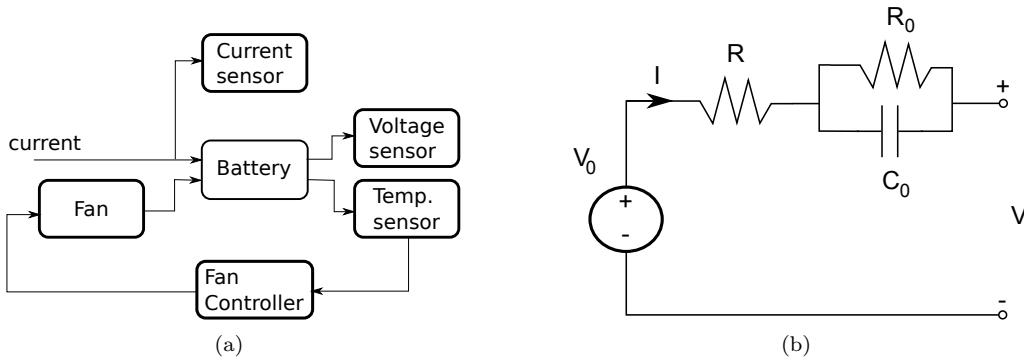 Current
sensor
current
Voltage
sensor
Battery
Fan
Temp.
sensor
Fan
Controller
(a)
R₀
R
I
+
C₀
V₀
+
-
V
-
(b)